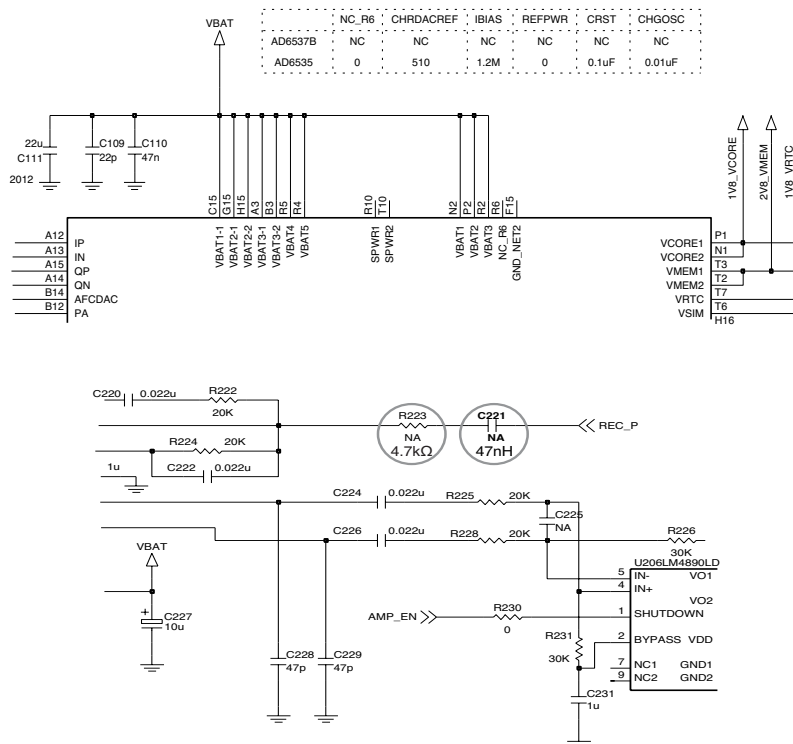 VBAT
NC_R6 CHRDACREF IBIAS REFPWR CRST CHGOSC
AD6537B NC NC NC NC NC NC
AD6535 0 510 1.2M 0 0.1uF 0.01uF
22u
C111
2012
C109
22p
C110
47n
C15
G15
H15
A3
B3
R5
R4
R10
T10
N2
P2
R2
R6
F15
VBAT1-1
VBAT2-1
VBAT2-2
VBAT3-1
VBAT3-2
VBAT4
VBAT5
SPWR1
SPWR2
VBAT1
VBAT2
VBAT3
NC_R6
GND_NET2
1V8_VCORE
2V8_VMEM
1V8_VRTC
A12 IP
A13 IN
A15 QP
A14 QN
B14 AFCDAC
B12 PA
VCORE1 P1
VCORE2 N1
VMEM1 T3
VMEM2 T2
VRTC T7
VSIM T6
H16
C220 0.022u
R222
20K
R223
NA
4.7kΩ
C221
NA
47nH
REC_P
R224 20K
1u
C222 0.022u
C224 0.022u
R225 20K
C225
NA
C226 0.022u
R228 20K
R226
30K
VBAT
+
C227
10u
U206LM4890LD
5 IN- VO1
4 IN+
VO2
1 SHUTDOWN
2 BYPASS VDD
7 NC1 GND1
9 NC2 GND2
AMP_EN
R230
0
R231
30K
C228
47p
C229
47p
C231
1u